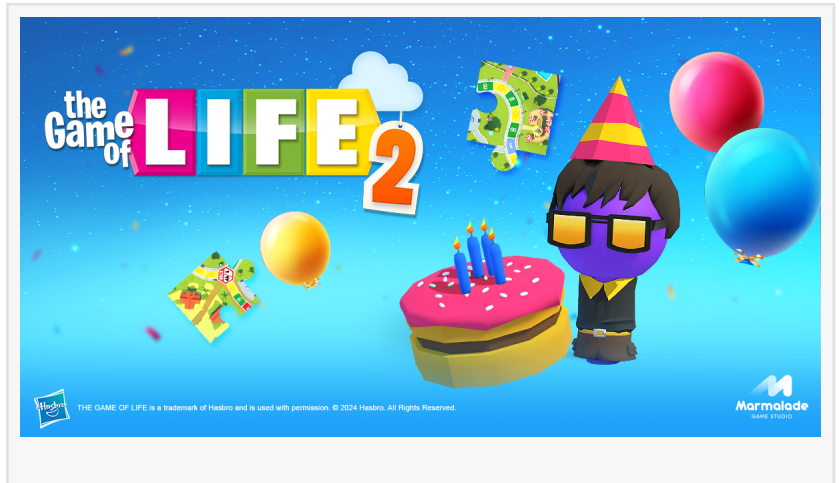 the
Game
of
LIFE
2
Hasbro
THE GAME OF LIFE is a trademark of Hasbro and is used with permission. © 2024 Hasbro. All Rights Reserved.
Marmalade
GAME STUDIO